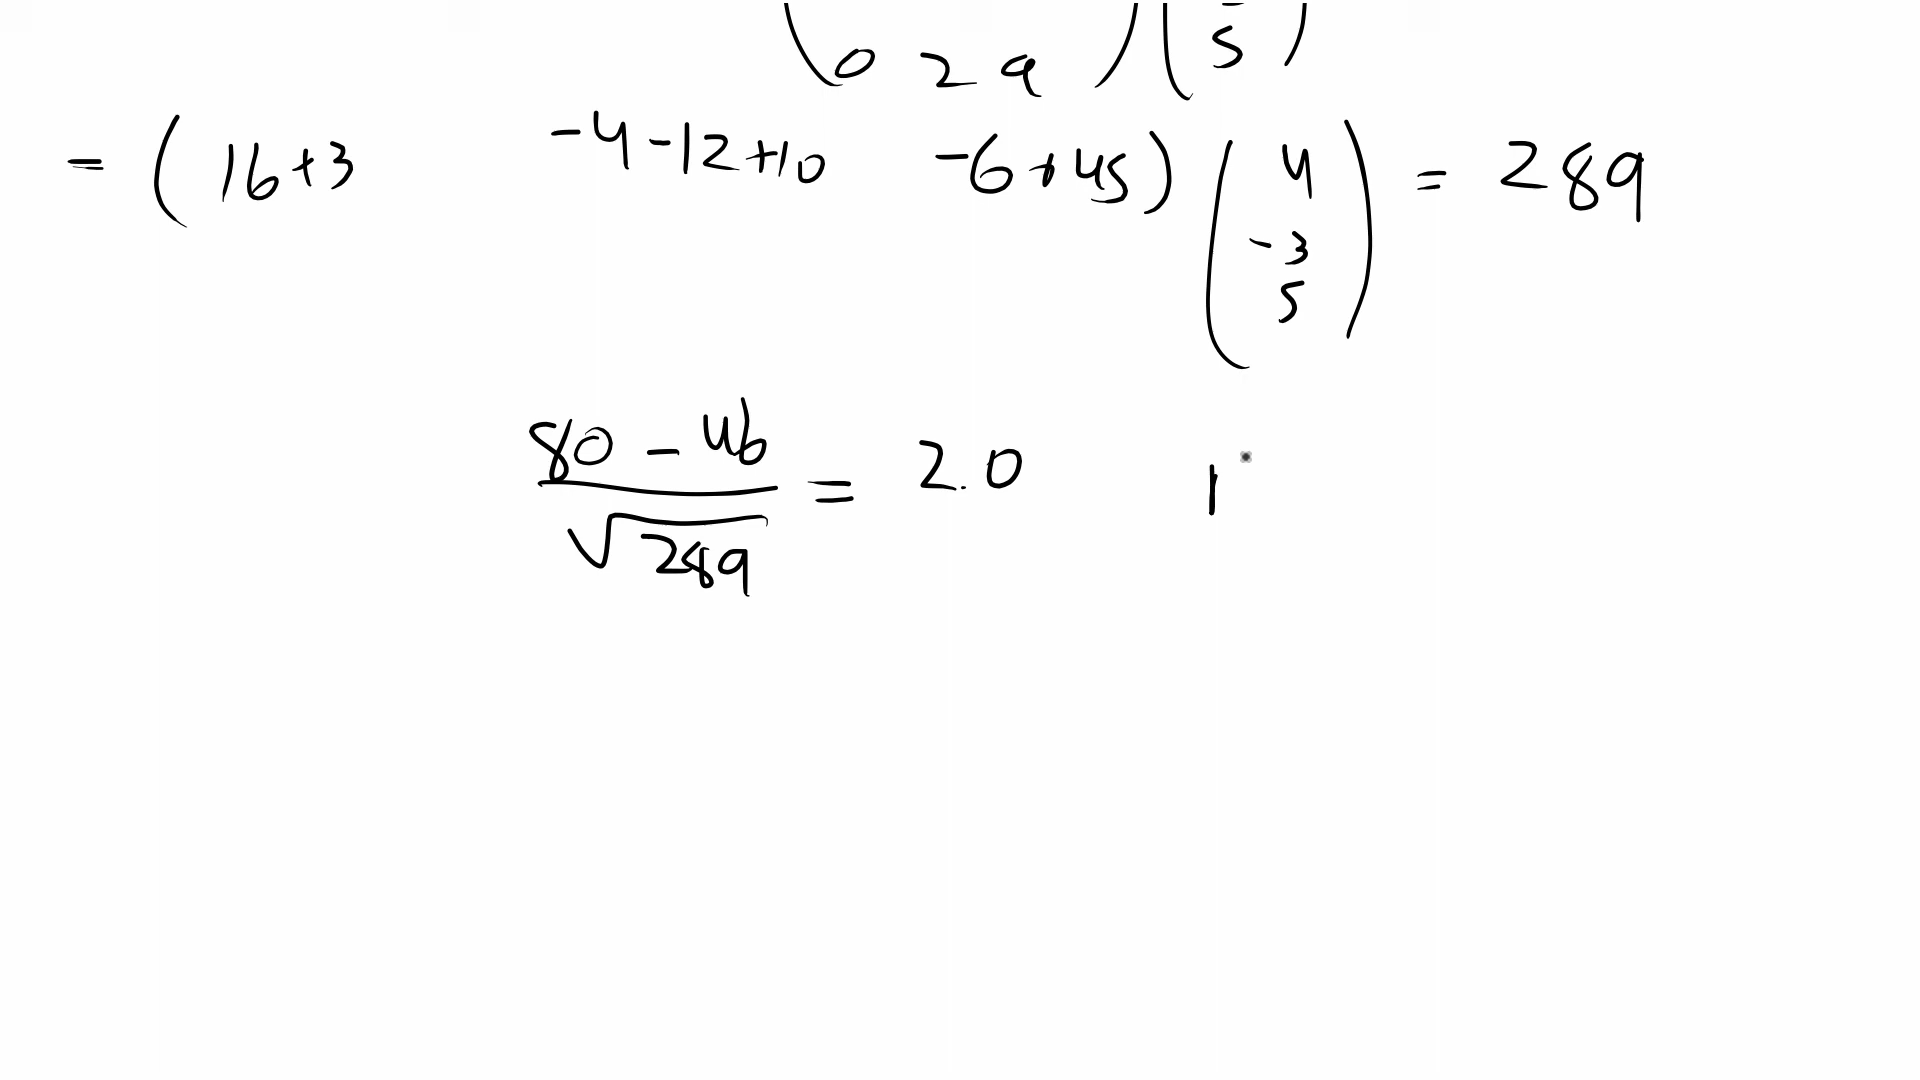 0 2 9 ) ( 5 )
= ( 16+3 -4-12+10 -6+45 ) ( 4 -3 5 ) = 289
80 - 46 / √289 = 2.0 1